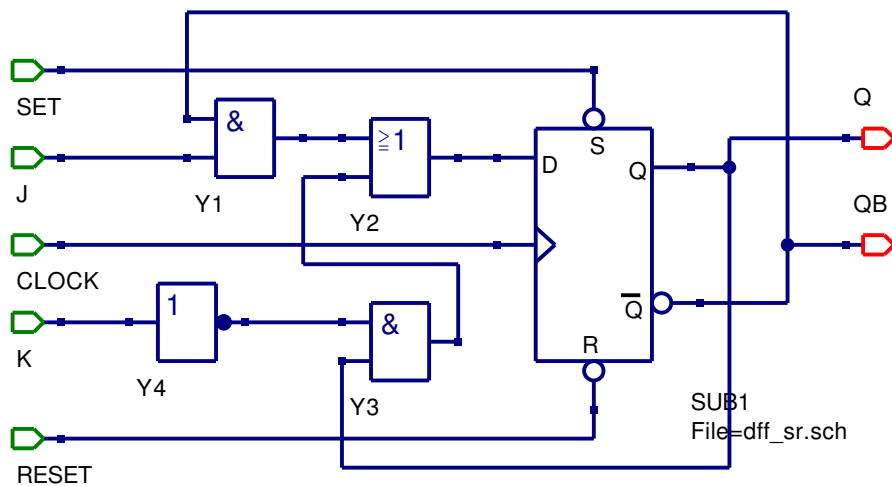 SET
J
CLOCK
K
RESET
&
Y1
≧1
Y2
1
Y4
&
Y3
S
D
Q
Q
R
SUB1
File=dff_sr.sch
Q
QB